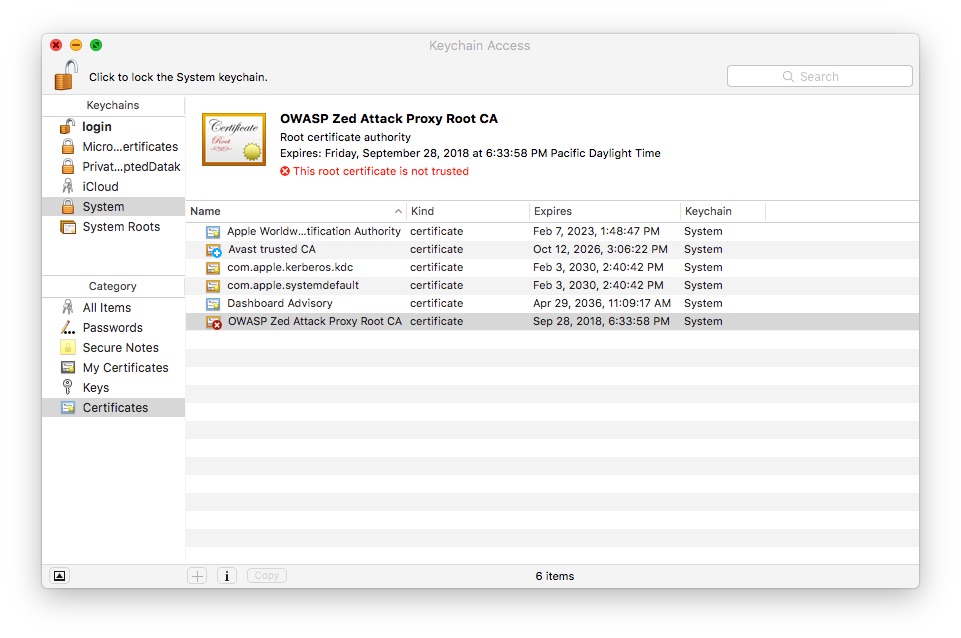 Keychain Access
Click to lock the System keychain.
Search
Keychains
login
Micro...ertificates
Privat...ptedDatak
iCloud
System
System Roots
Category
All Items
Passwords
Secure Notes
My Certificates
Keys
Certificates
Certificate
Root
OWASP Zed Attack Proxy Root CA
Root certificate authority
Expires: Friday, September 28, 2018 at 6:33:58 PM Pacific Daylight Time
This root certificate is not trusted
Name Kind Expires Keychain
Apple Worldw...tification Authority certificate Feb 7, 2023, 1:48:47 PM System
Avast trusted CA certificate Oct 12, 2026, 3:06:22 PM System
com.apple.kerberos.kdc certificate Feb 3, 2030, 2:40:42 PM System
com.apple.systemdefault certificate Feb 3, 2030, 2:40:42 PM System
Dashboard Advisory certificate Apr 29, 2036, 11:09:17 AM System
OWASP Zed Attack Proxy Root CA certificate Sep 28, 2018, 6:33:58 PM System
Copy
6 items